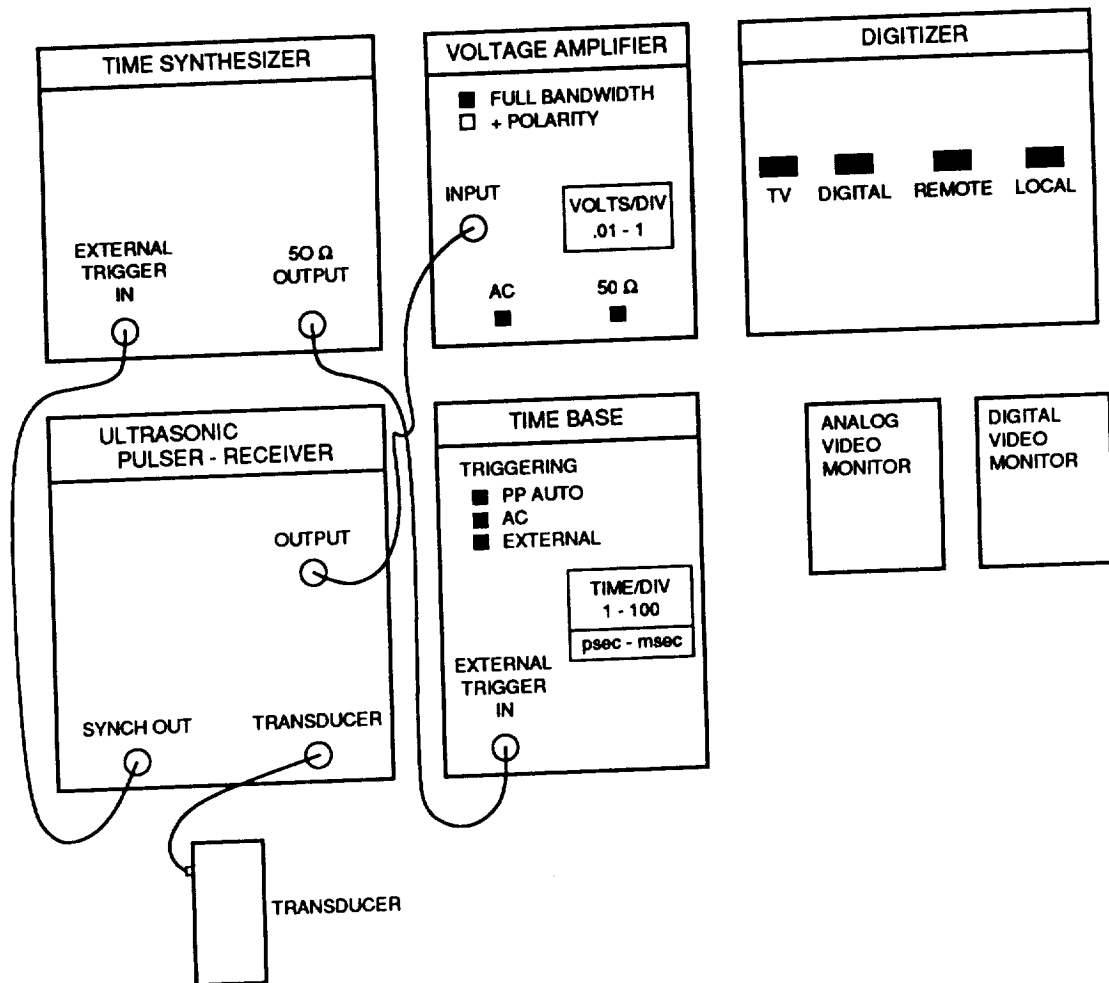 TIME SYNTHESIZER
EXTERNAL
TRIGGER
IN
50 Ω
OUTPUT
VOLTAGE AMPLIFIER
FULL BANDWIDTH
+ POLARITY
INPUT
VOLTS/DIV
.01 - 1
AC
50 Ω
DIGITIZER
TV
DIGITAL
REMOTE
LOCAL
ULTRASONIC
PULSER - RECEIVER
OUTPUT
SYNCH OUT
TRANSDUCER
TIME BASE
TRIGGERING
PP AUTO
AC
EXTERNAL
TIME/DIV
1 - 100
psec - msec
EXTERNAL
TRIGGER
IN
ANALOG
VIDEO
MONITOR
DIGITAL
VIDEO
MONITOR
TRANSDUCER